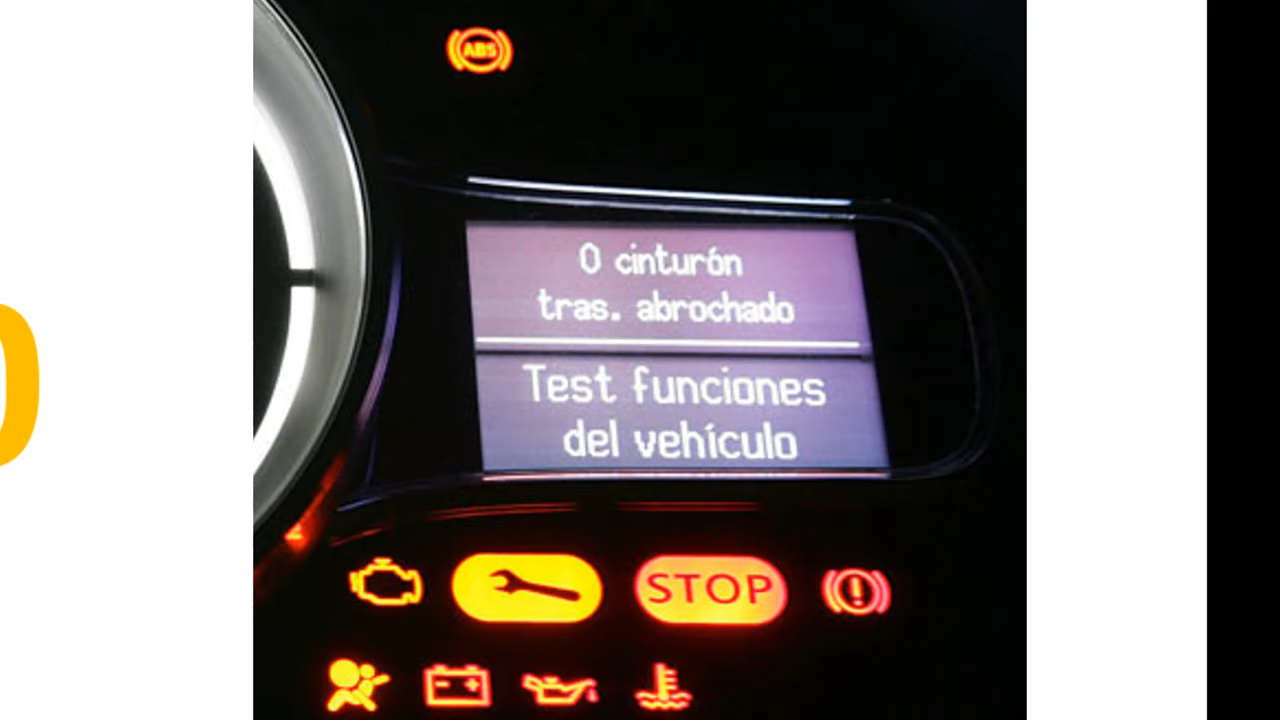 ABS
0 cinturón
tras. abrochado
Test funciones
del vehículo
STOP